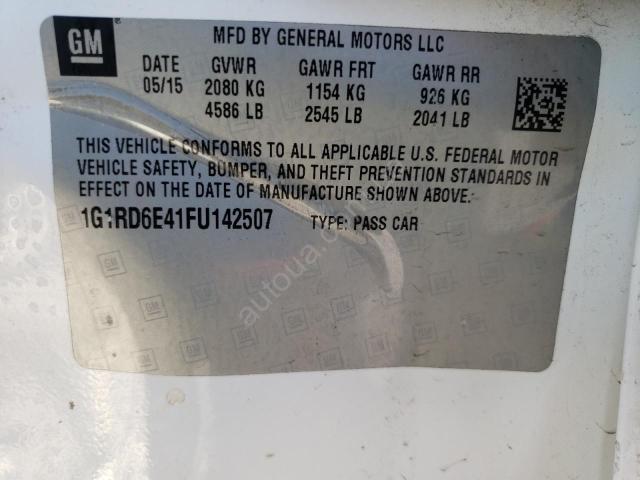 GM
MFD BY GENERAL MOTORS LLC
DATE GVWR GAWR FRT GAWR RR
05/15 2080 KG 1154 KG 926 KG
4586 LB 2545 LB 2041 LB
THIS VEHICLE CONFORMS TO ALL APPLICABLE U.S. FEDERAL MOTOR
VEHICLE SAFETY, BUMPER, AND THEFT PREVENTION STANDARDS IN
EFFECT ON THE DATE OF MANUFACTURE SHOWN ABOVE.
1G1RD6E41FU142507 TYPE: PASS CAR
autoua.com